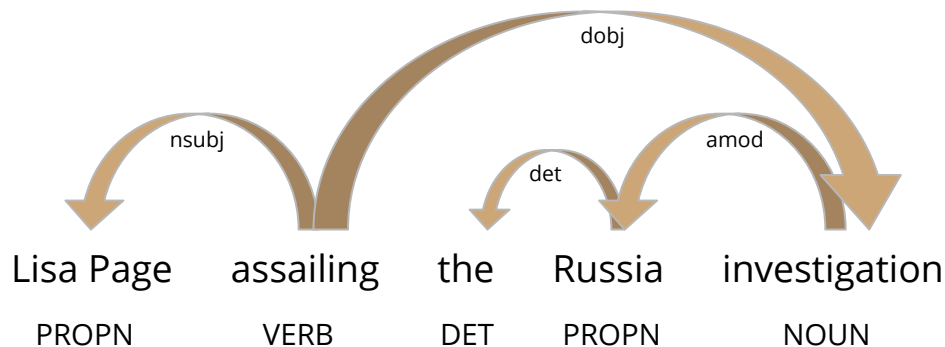 dobj
nsubj
amod
det
Lisa Page assailing the Russia investigation
PROPN VERB DET PROPN NOUN